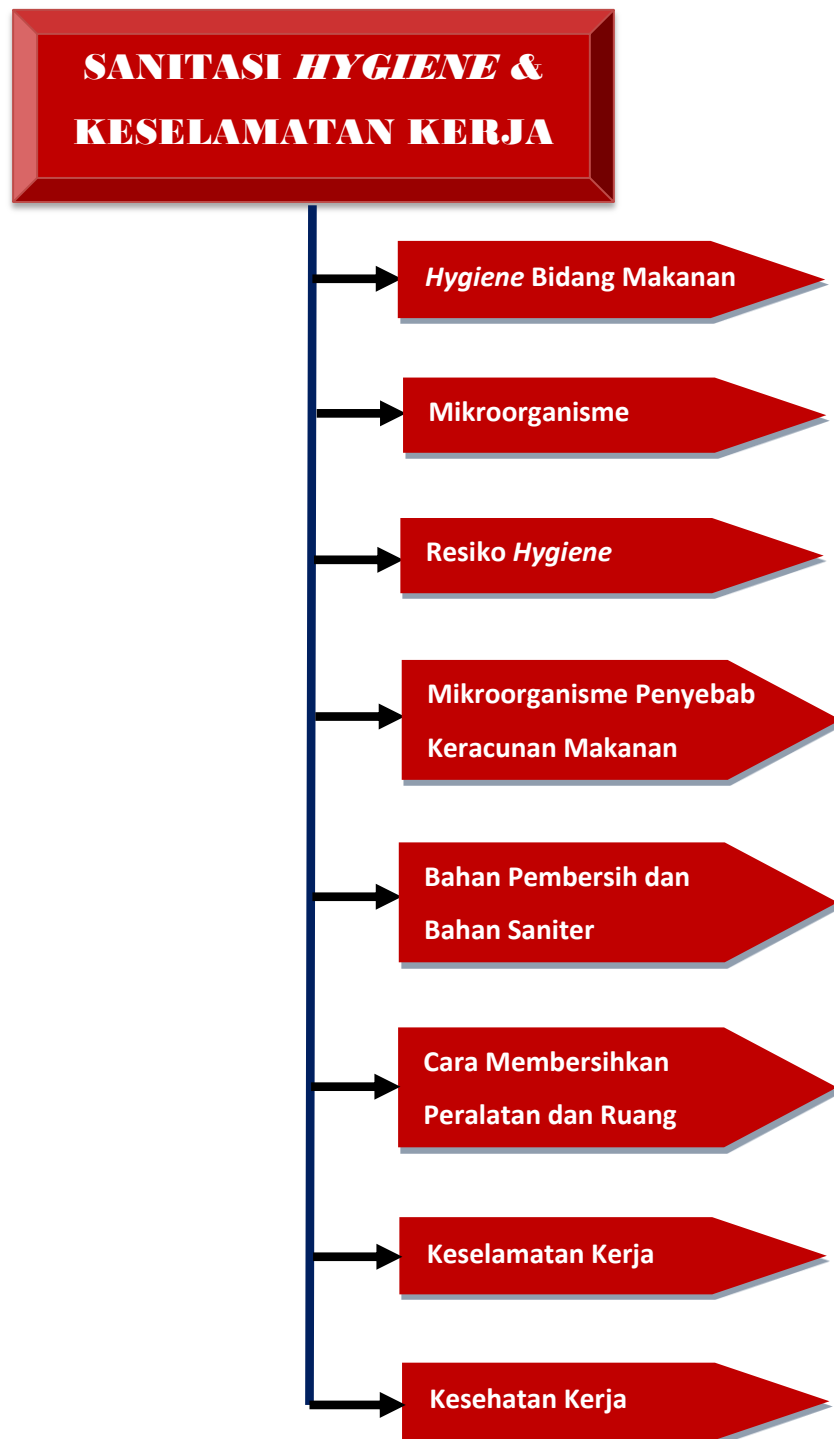 SANITASI HYGIENE &
KESELAMATAN KERJA
Hygiene Bidang Makanan
Mikroorganisme
Resiko Hygiene
Mikroorganisme Penyebab
Keracunan Makanan
Bahan Pembersih dan
Bahan Saniter
Cara Membersihkan
Peralatan dan Ruang
Keselamatan Kerja
Kesehatan Kerja